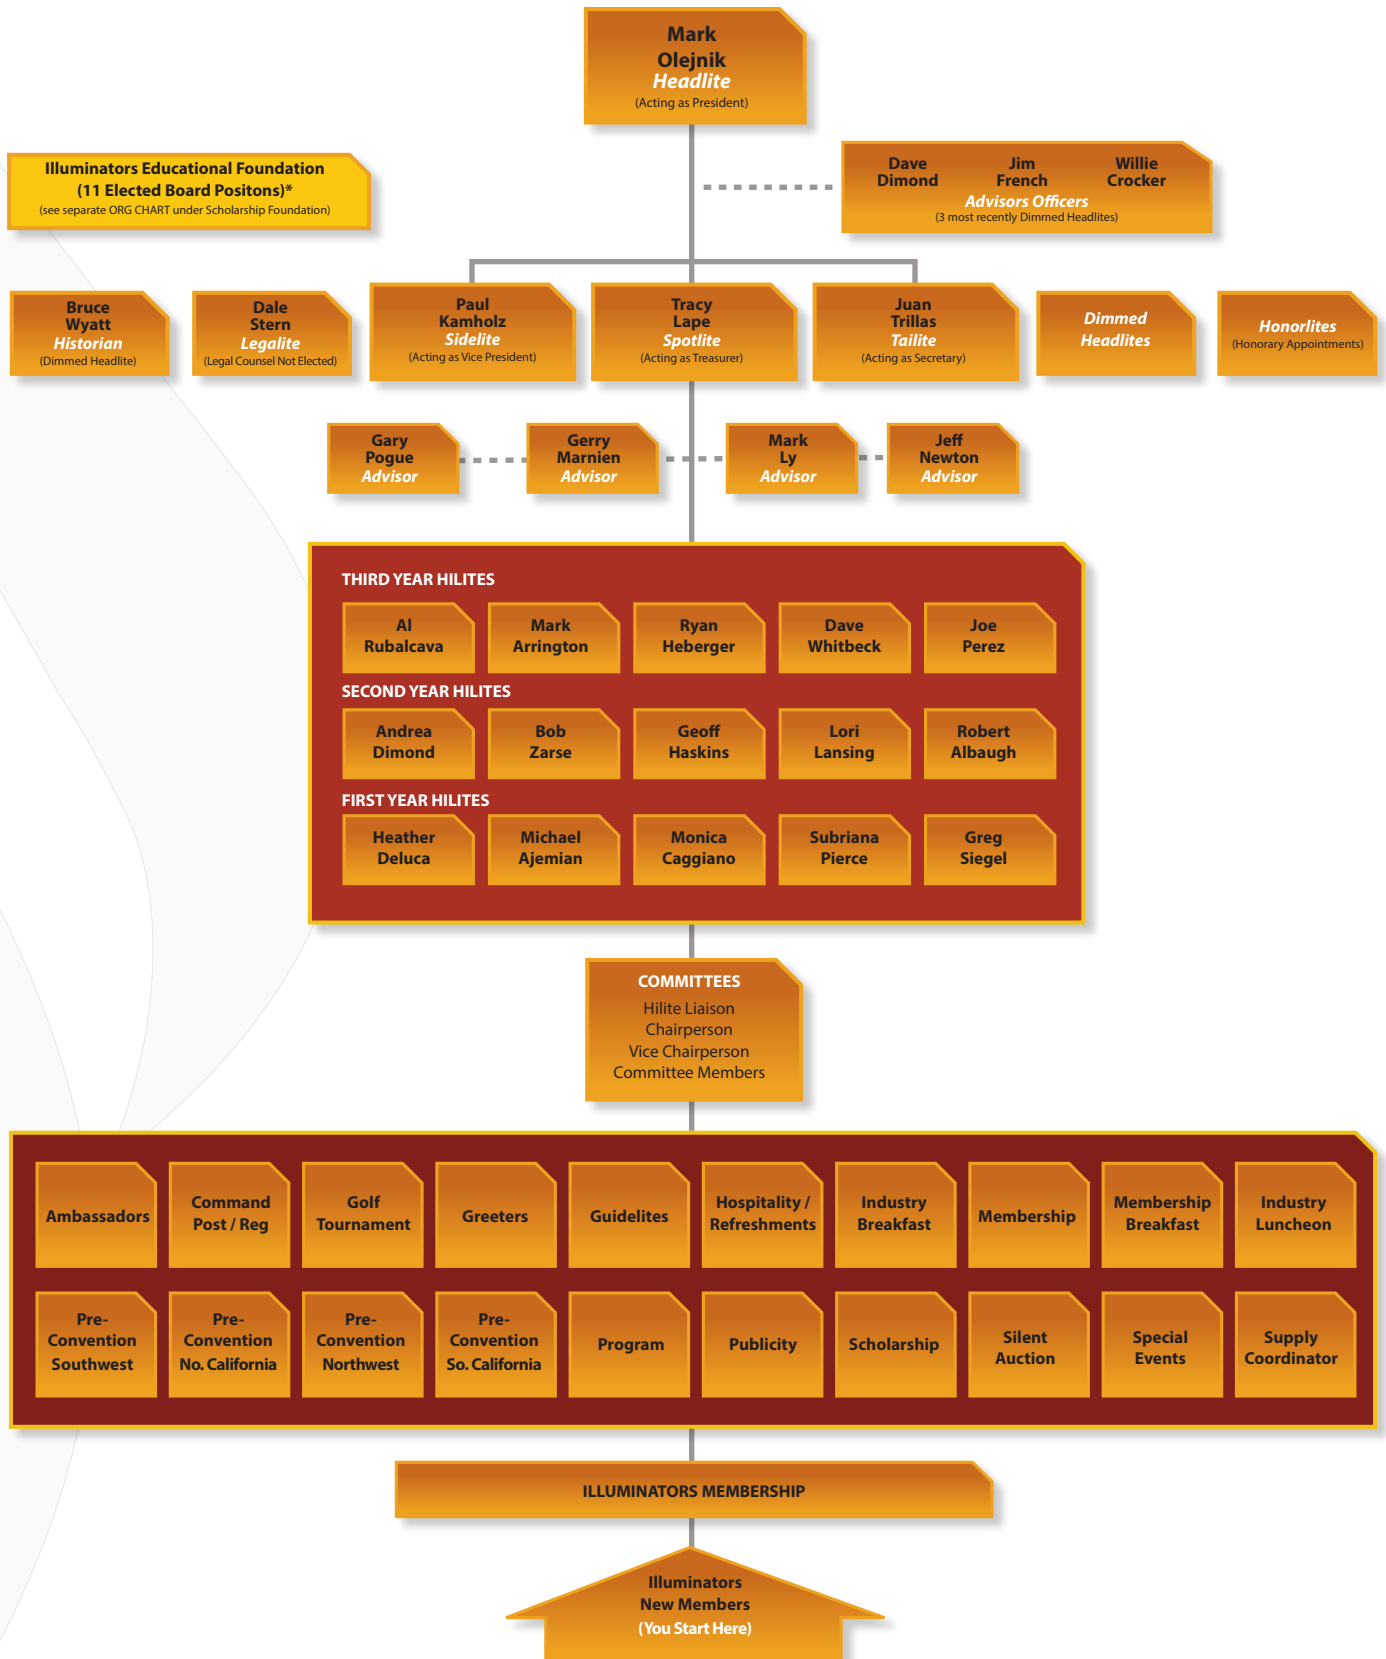 Mark
Olejnik
Headlite
(Acting as President)
Illuminators Educational Foundation
(11 Elected Board Positons)*
(see separate ORG CHART under Scholarship Foundation)
Dave
Dimond
Jim
French
Willie
Crocker
Advisors Officers
(3 most recently Dimmed Headlites)
Bruce
Wyatt
Historian
(Dimmed Headlite)
Dale
Stern
Legalite
(Legal Counsel Not Elected)
Paul
Kamholz
Sidelite
(Acting as Vice President)
Tracy
Lape
Spotlite
(Acting as Treasurer)
Juan
Trillas
Tailite
(Acting as Secretary)
Dimmed
Headlites
Honorlites
(Honorary Appointments)
Gary
Pogue
Advisor
Gerry
Marnien
Advisor
Mark
Ly
Advisor
Jeff
Newton
Advisor
THIRD YEAR HILITES
Al
Rubalcava
Mark
Arrington
Ryan
Heberger
Dave
Whitbeck
Joe
Perez
SECOND YEAR HILITES
Andrea
Dimond
Bob
Zarse
Geoff
Haskins
Lori
Lansing
Robert
Albaugh
FIRST YEAR HILITES
Heather
Deluca
Michael
Ajemian
Monica
Caggiano
Subriana
Pierce
Greg
Siegel
COMMITTEES
Hilite Liaison
Chairperson
Vice Chairperson
Committee Members
Ambassadors
Command
Post / Reg
Golf
Tournament
Greeters
Guidelites
Hospitality /
Refreshments
Industry
Breakfast
Membership
Membership
Breakfast
Industry
Luncheon
Pre-
Convention
Southwest
Pre-
Convention
No. California
Pre-
Convention
Northwest
Pre-
Convention
So. California
Program
Publicity
Scholarship
Silent
Auction
Special
Events
Supply
Coordinator
ILLUMINATORS MEMBERSHIP
Illuminators
New Members
(You Start Here)